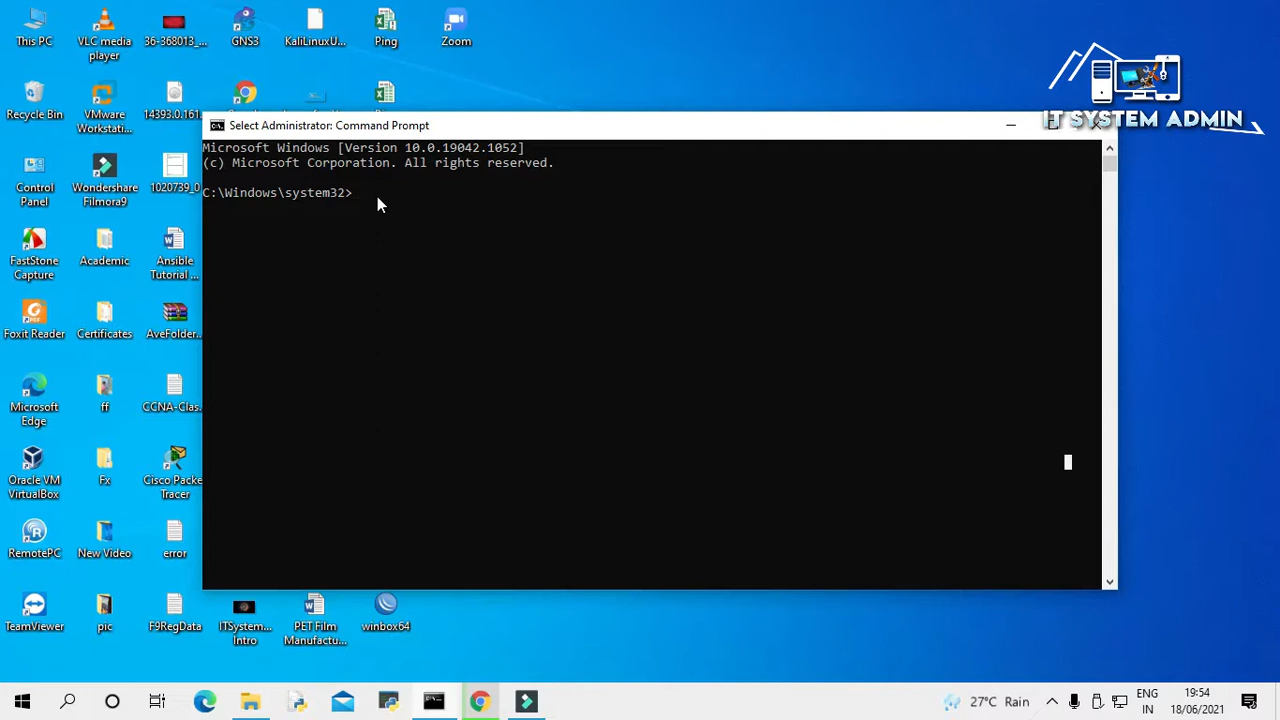 This PC
VLC media
player
36-368013_...
GNS3
KaliLinuxU...
Ping
Zoom
IT SYSTEM ADMIN
Recycle Bin
VMware
Workstati...
14393.0.161
Select Administrator: Command Prompt
Microsoft Windows [Version 10.0.19042.1052]
(c) Microsoft Corporation. All rights reserved.
C:\Windows\system32>
Control
Panel
Wondershare
Filmora9
1020739_0
FastStone
Capture
Academic
Ansible
Tutorial ...
Foxit Reader
Certificates
AveFolder..
Microsoft
Edge
ff
CCNA-Clas.
Oracle VM
VirtualBox
Fx
Cisco Packe
Tracer
RemotePC
New Video
error
TeamViewer
pic
F9RegData
ITSystem...
Intro
PET Film
Manufactu...
winbox64
27°C Rain
ENG
IN
19:54
18/06/2021